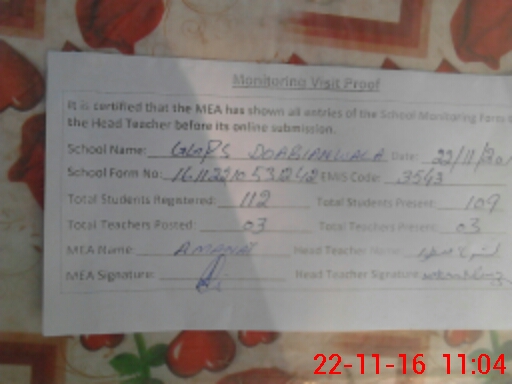 Monitoring Visit Proof
It is certified that the MEA has shown all entries of the School Monitoring Form t
the Head Teacher before its online submission.
School Name: GGPS DOABIANWALA Date: 22/11/20
School Form No: EMIS Code: 3543
Total Students Registered: 112 Total Students Present: 109
Total Teachers Posted: 03 Total Teachers Present: 03
MEA Name: AMANAT Head Teacher Name:
MEA Signature: Head Teacher Signature
22-11-16 11:04